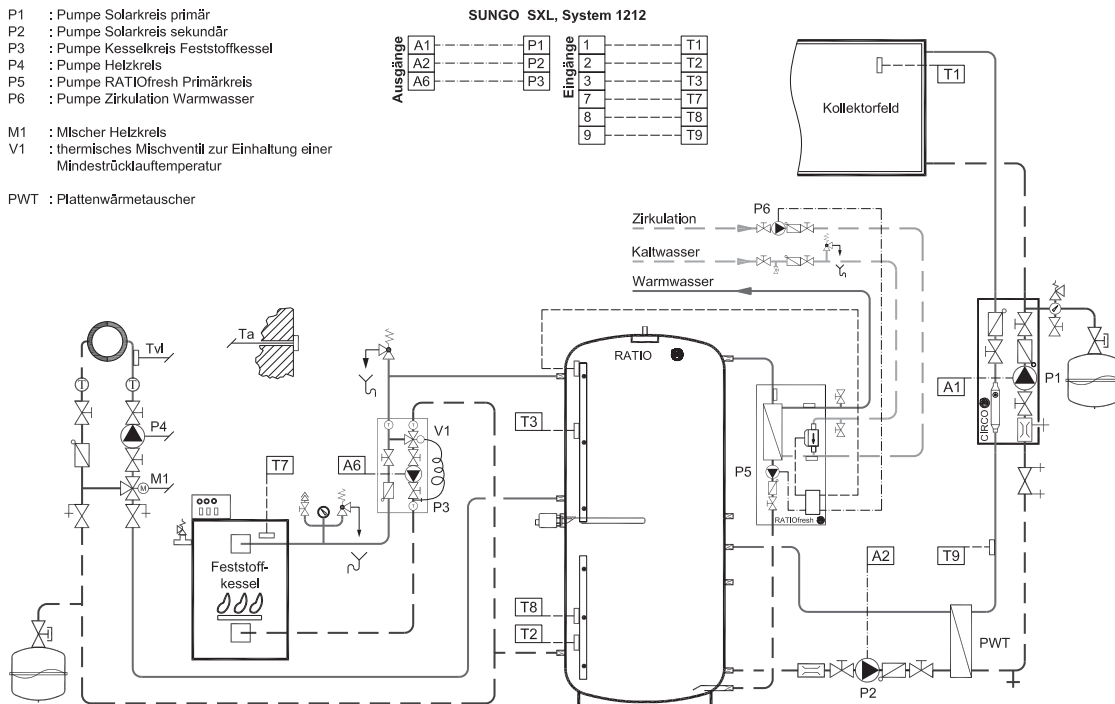 P1 : Pumpe Solarkreis primär
P2 : Pumpe Solarkreis sekundär
P3 : Pumpe Kesselkreis Feststoffkessel
P4 : Pumpe Heizkreis
P5 : Pumpe RATIOfresh Primärkreis
P6 : Pumpe Zirkulation Warmwasser
M1 : Mischer Heizkreis
V1 : thermisches Mischventil zur Einhaltung einer
Mindestrücklauftemperatur
PWT : Plattenwärmetauscher
SUNGO SXL, System 1212
Ausgänge
A1 P1
A2 P2
A6 P3
Eingänge
1 T1
2 T2
3 T3
7 T7
8 T8
9 T9
T1
Kollektorfeld
P6
Zirkulation
Kaltwasser
Warmwasser
Ta
Tvl
T
T
P4
M1
M
T7
A6
T
T
V1
P3
T
Feststoff-
kessel
RATIO
T3
T8
T2
P5
RATIOfresh
A1
P1
CIRCO
A2
T9
PWT
P2